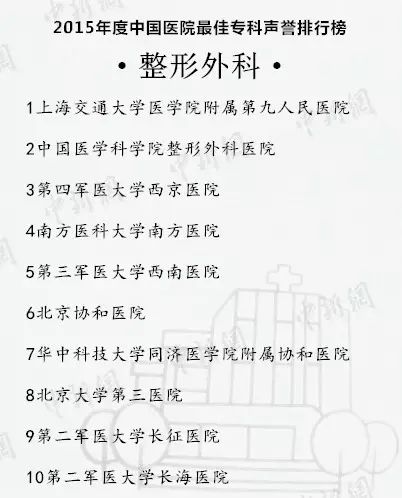 2015年度中国医院最佳专科声誉排行榜
·整形外科·
1上海交通大学医学院附属第九人民医院
2中国医学科学院整形外科医院
3第四军医大学西京医院
4南方医科大学南方医院
5第三军医大学西南医院
6北京协和医院
7华中科技大学同济医学院附属协和医院
8北京大学第三医院
9第二军医大学长征医院
10第二军医大学长海医院